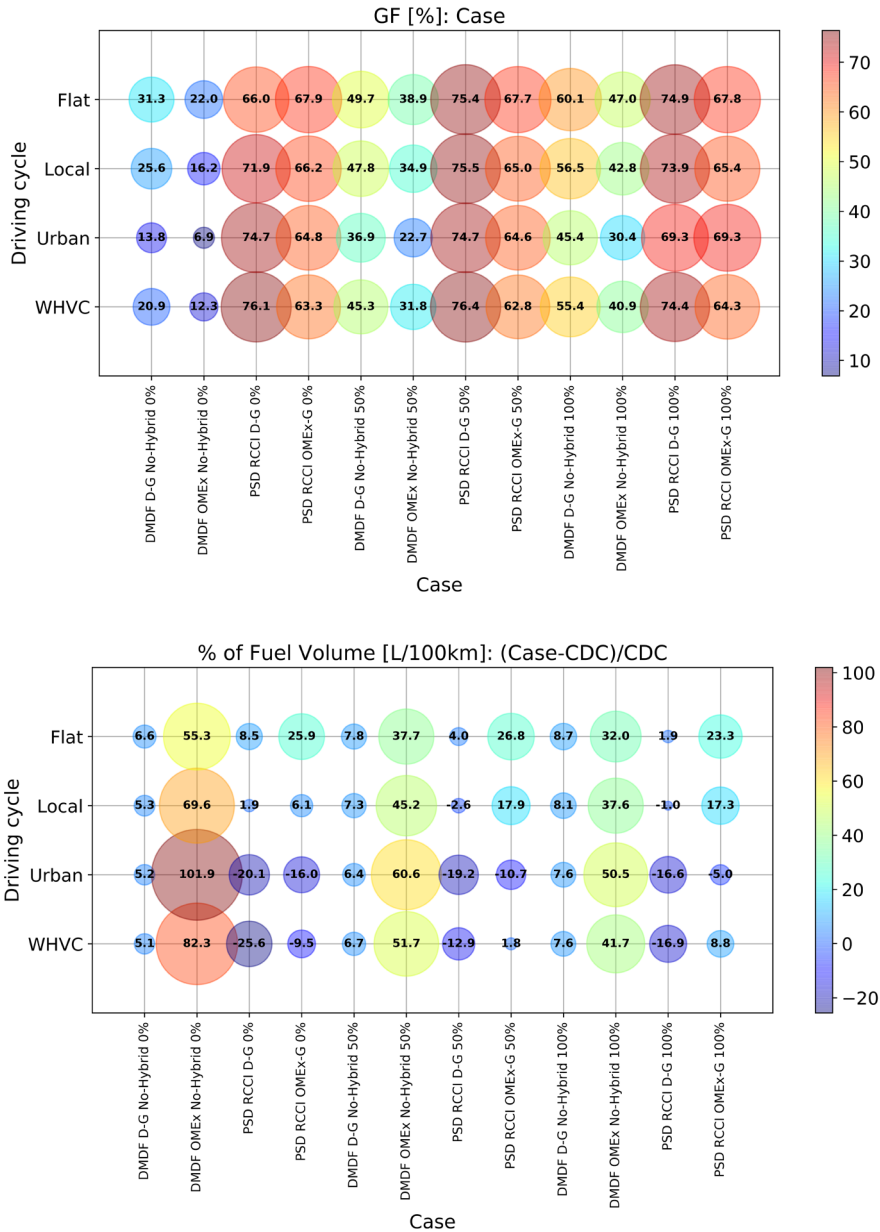 GF [%]: Case
Flat 31.3 22.0 66.0 67.9 49.7 38.9 75.4 67.7 60.1 47.0 74.9 67.8
Local 25.6 16.2 71.9 66.2 47.8 34.9 75.5 65.0 56.5 42.8 73.9 65.4
Urban 13.8 6.9 74.7 64.8 36.9 22.7 74.7 64.6 45.4 30.4 69.3 69.3
WHVC 20.9 12.3 76.1 63.3 45.3 31.8 76.4 62.8 55.4 40.9 74.4 64.3
Driving cycle
DMDF D-G No-Hybrid 0%
DMDF OMEx No-Hybrid 0%
PSD RCCI D-G 0%
PSD RCCI OMEx-G 0%
DMDF D-G No-Hybrid 50%
DMDF OMEx No-Hybrid 50%
PSD RCCI D-G 50%
PSD RCCI OMEx-G 50%
DMDF D-G No-Hybrid 100%
DMDF OMEx No-Hybrid 100%
PSD RCCI D-G 100%
PSD RCCI OMEx-G 100%
Case
70
60
50
40
30
20
10
% of Fuel Volume [L/100km]: (Case-CDC)/CDC
Flat 6.6 55.3 8.5 25.9 7.8 37.7 4.0 26.8 8.7 32.0 1.9 23.3
Local 5.3 69.6 1.9 6.1 7.3 45.2 -2.6 17.9 8.1 37.6 -1.0 17.3
Urban 5.2 101.9 -20.1 -16.0 6.4 60.6 -19.2 -10.7 7.6 50.5 -16.6 -5.0
WHVC 5.1 82.3 -25.6 -9.5 6.7 51.7 -12.9 1.8 7.6 41.7 -16.9 8.8
Driving cycle
DMDF D-G No-Hybrid 0%
DMDF OMEx No-Hybrid 0%
PSD RCCI D-G 0%
PSD RCCI OMEx-G 0%
DMDF D-G No-Hybrid 50%
DMDF OMEx No-Hybrid 50%
PSD RCCI D-G 50%
PSD RCCI OMEx-G 50%
DMDF D-G No-Hybrid 100%
DMDF OMEx No-Hybrid 100%
PSD RCCI D-G 100%
PSD RCCI OMEx-G 100%
Case
100
80
60
40
20
0
−20